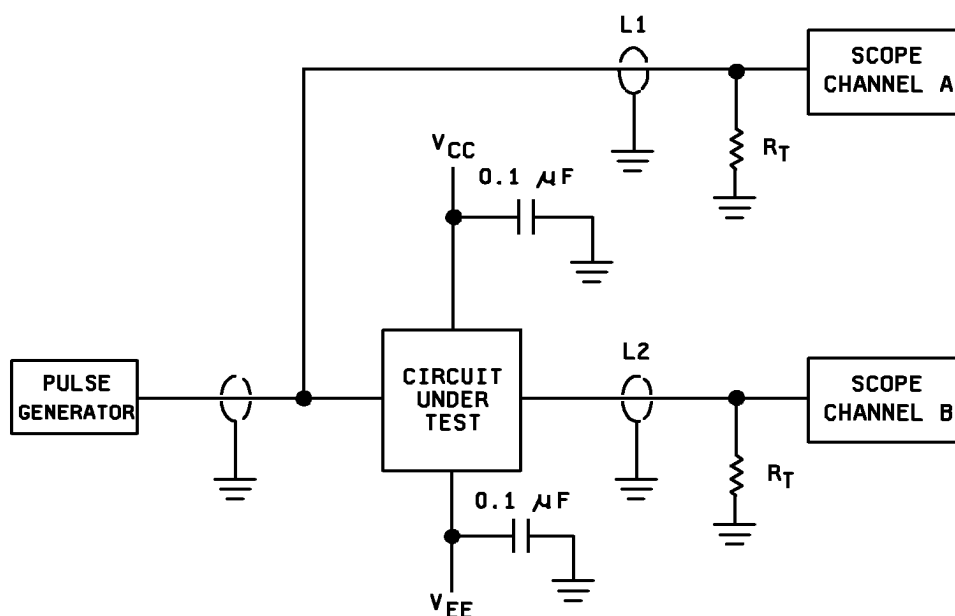 L1
SCOPE
CHANNEL A
RT
VCC
0.1 μF
PULSE
GENERATOR
CIRCUIT
UNDER
TEST
L2
SCOPE
CHANNEL B
RT
0.1 μF
VEE